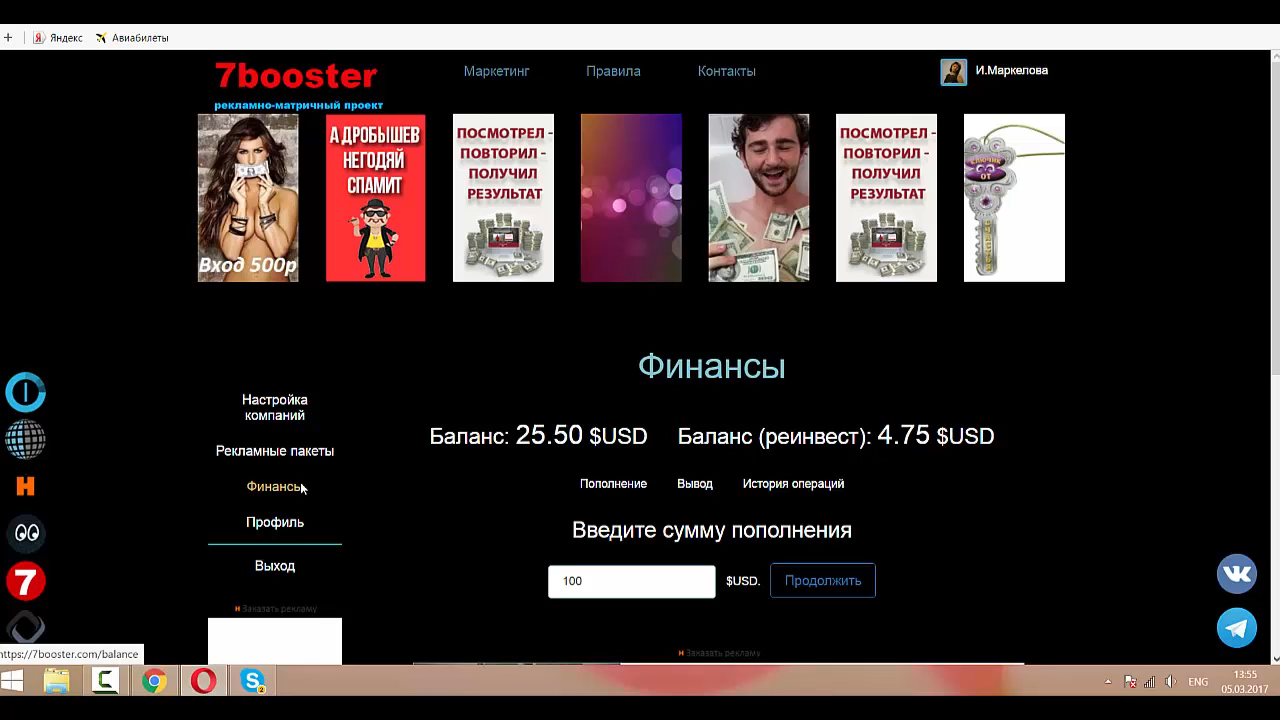 Яндекс
Авиабилеты
7booster
рекламно-матричный проект
Маркетинг
Правила
Контакты
И.Маркелова
Вход 500р
А ДРОБЫШЕВ
НЕГОДЯЙ
СПАМИТ
ПОСМОТРЕЛ -
ПОВТОРИЛ -
ПОЛУЧИЛ
РЕЗУЛЬТАТ
ПОСМОТРЕЛ -
ПОВТОРИЛ -
ПОЛУЧИЛ
РЕЗУЛЬТАТ
КЛЮЧИК
ОТ
Финансы
Настройка
компаний
Рекламные пакеты
Финансы
Профиль
Выход
Заказать рекламу
Баланс: 25.50 $USD
Баланс (реинвест): 4.75 $USD
Пополнение
Вывод
История операций
Введите сумму пополнения
100
$USD.
Продолжить
Заказать рекламу
https://7booster.com/balance
ENG
13:55
05.03.2017